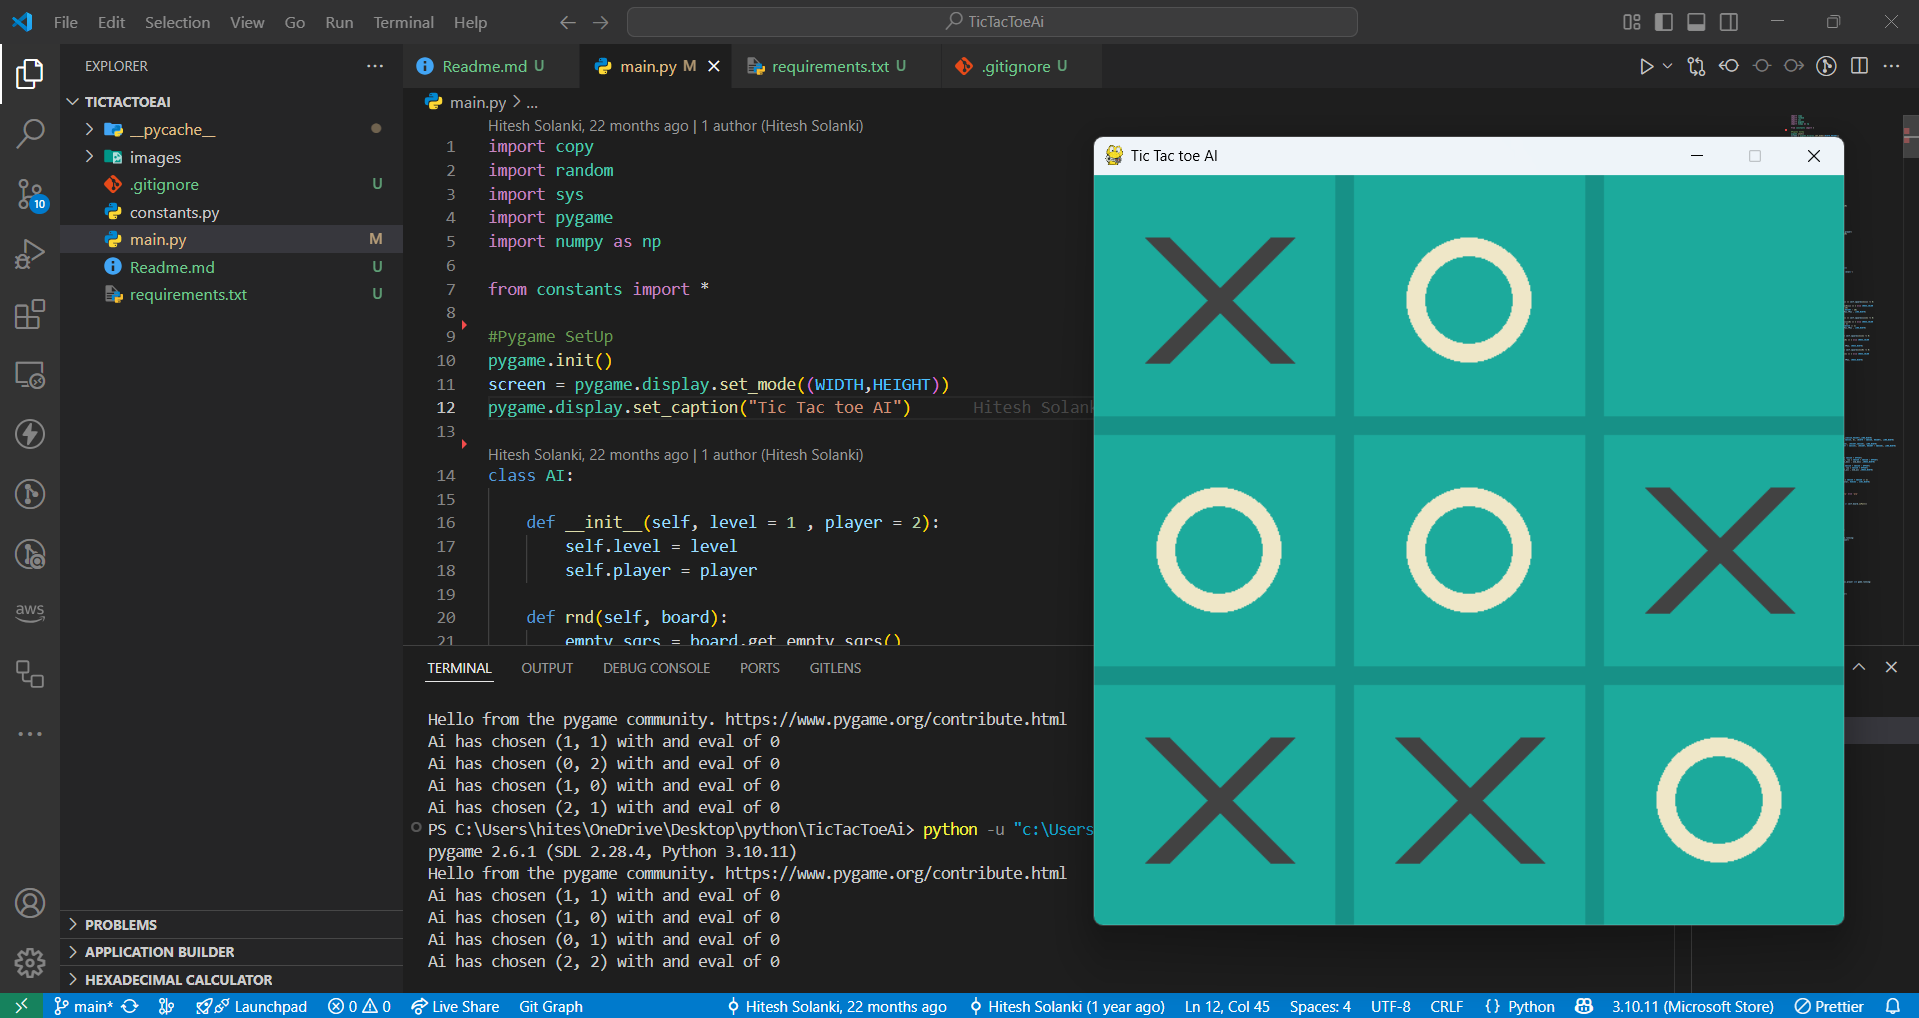 File Edit Selection View Go Run Terminal Help
TicTacToeAi
EXPLORER
TICTACTOEAI
__pycache__
images
.gitignore U
constants.py
main.py M
Readme.md U
requirements.txt U
10
aws
PROBLEMS
APPLICATION BUILDER
HEXADECIMAL CALCULATOR
Readme.md U main.py M requirements.txt U .gitignore U
main.py > ...
Hitesh Solanki, 22 months ago | 1 author (Hitesh Solanki)
1 import copy
2 import random
3 import sys
4 import pygame
5 import numpy as np
6
7 from constants import *
8
9 #Pygame SetUp
10 pygame.init()
11 screen = pygame.display.set_mode((WIDTH,HEIGHT))
12 pygame.display.set_caption("Tic Tac toe AI") Hitesh Solan
13
Hitesh Solanki, 22 months ago | 1 author (Hitesh Solanki)
14 class AI:
15
16 def __init__(self, level = 1 , player = 2):
17 self.level = level
18 self.player = player
19
20 def rnd(self, board):
21 empty_sqrs = board.get_empty_sqrs()
Tic Tac toe AI
TERMINAL OUTPUT DEBUG CONSOLE PORTS GITLENS
Hello from the pygame community. https://www.pygame.org/contribute.html
Ai has chosen (1, 1) with and eval of 0
Ai has chosen (0, 2) with and eval of 0
Ai has chosen (1, 0) with and eval of 0
Ai has chosen (2, 1) with and eval of 0
PS C:\Users\hites\OneDrive\Desktop\python\TicTacToeAi> python -u "c:\Users
pygame 2.6.1 (SDL 2.28.4, Python 3.10.11)
Hello from the pygame community. https://www.pygame.org/contribute.html
Ai has chosen (1, 1) with and eval of 0
Ai has chosen (1, 0) with and eval of 0
Ai has chosen (0, 1) with and eval of 0
Ai has chosen (2, 2) with and eval of 0
main* Launchpad 0 0 Live Share Git Graph Hitesh Solanki, 22 months ago Hitesh Solanki (1 year ago) Ln 12, Col 45 Spaces: 4 UTF-8 CRLF {} Python 3.10.11 (Microsoft Store) Prettier